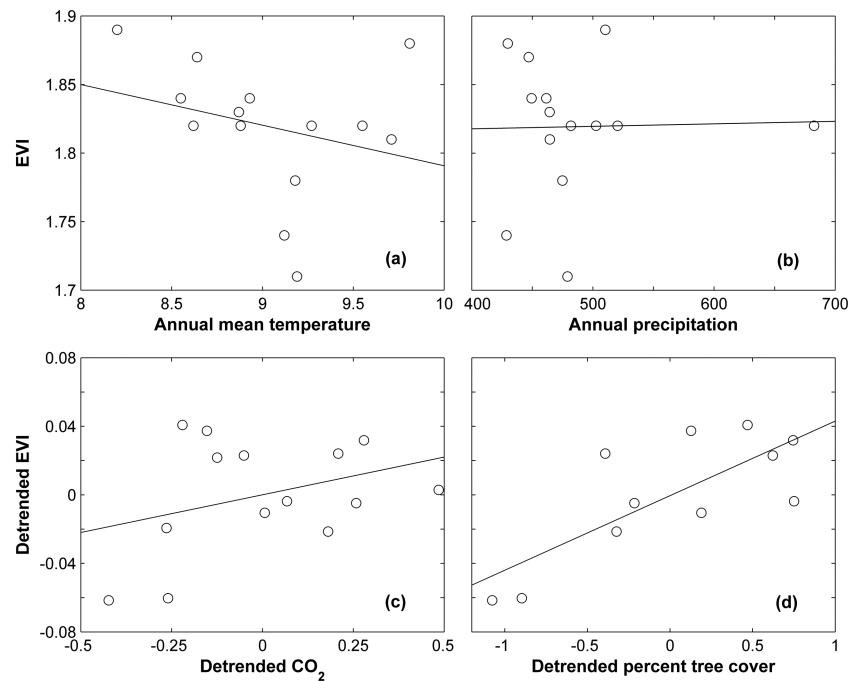 1.9
1.85
1.8
1.75
1.7
EVI
8
8.5
9
9.5
10
Annual mean temperature
(a)
400
500
600
700
Annual precipitation
(b)
0.08
0.04
0
-0.04
-0.08
Detrended EVI
-0.5
-0.25
0
0.25
0.5
Detrended CO2
(c)
-1
-0.5
0
0.5
1
Detrended percent tree cover
(d)